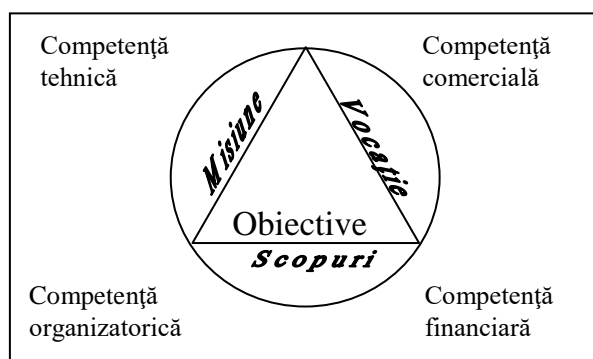 Competenţă
tehnică
Competenţă
comercială
Misiune
Vocaţie
Obiective
Scopuri
Competenţă
organizatorică
Competenţă
financiară